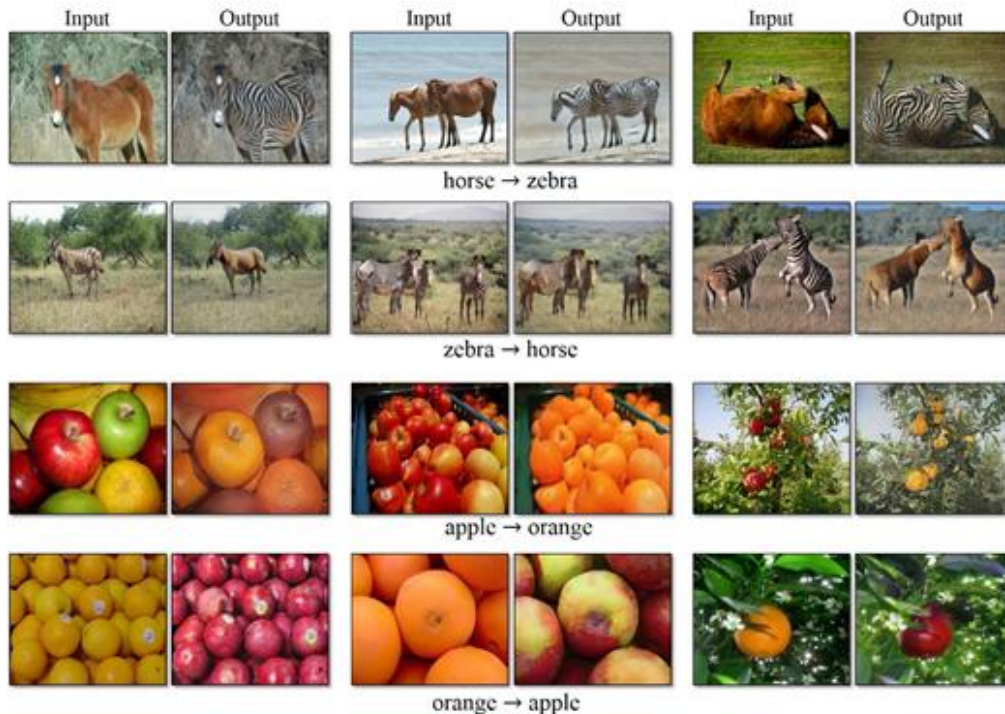 Input Output Input Output Input Output
horse → zebra
zebra → horse
apple → orange
orange → apple